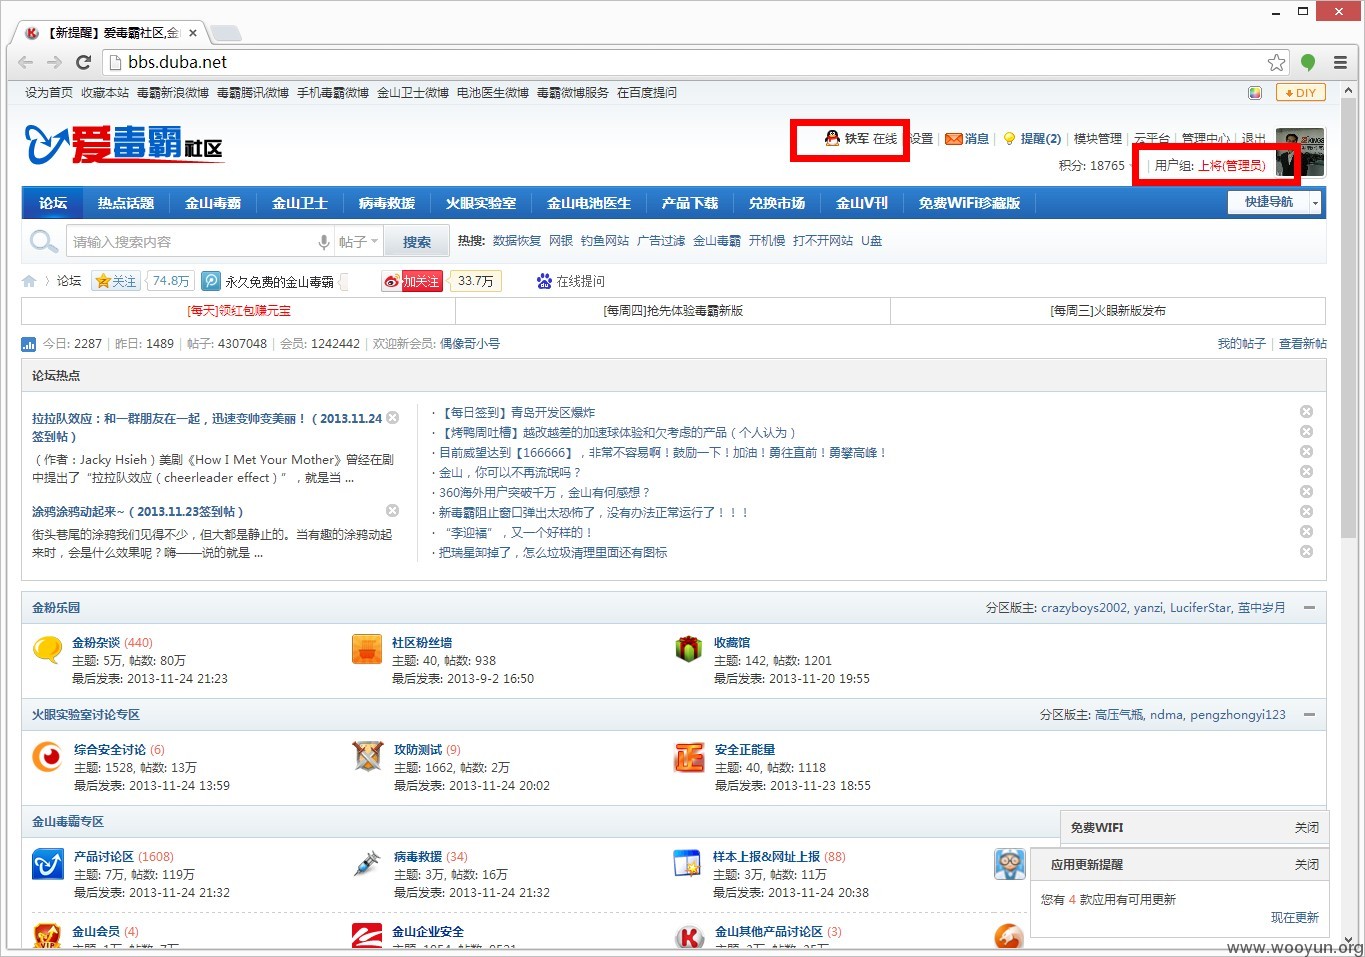 【新提醒】爱毒霸社区,金
bbs.duba.net
设为首页 收藏本站 毒霸新浪微博 毒霸腾讯微博 手机毒霸微博 金山卫士微博 电池医生微博 毒霸微博服务 在百度提问
DIY
爱毒霸社区
铁军 在线 设置 | 消息 | 提醒(2) | 模块管理 | 云平台 | 管理中心 | 退出
积分: 18765 | 用户组: 上将(管理员)
论坛 热点话题 金山毒霸 金山卫士 病毒救援 火眼实验室 金山电池医生 产品下载 兑换市场 金山V刊 免费WiFi珍藏版 快捷导航
请输入搜索内容 帖子 搜索 热搜: 数据恢复 网银 钓鱼网站 广告过滤 金山毒霸 开机慢 打不开网站 U盘
论坛 关注 74.8万 永久免费的金山毒霸 加关注 33.7万 在线提问
[每天]领红包赚元宝 [每周四]抢先体验毒霸新版 [每周三]火眼新版发布
今日: 2287 | 昨日: 1489 | 帖子: 4307048 | 会员: 1242442 | 欢迎新会员: 偶像哥小号 我的帖子 | 查看新帖
论坛热点
拉拉队效应：和一群朋友在一起，迅速变帅变美丽！（2013.11.24
签到帖）
（作者：Jacky Hsieh）美剧《How I Met Your Mother》曾经在剧
中提出了“拉拉队效应（cheerleader effect）”，就是当 ...
涂鸦涂鸦动起来~（2013.11.23签到帖）
街头巷尾的涂鸦我们见得不少，但大都是静止的。当有趣的涂鸦动起
来时，会是什么效果呢？嗨——说的就是 ...
· 【每日签到】青岛开发区爆炸
· 【烤鸭周吐槽】越改越差的加速球体验和欠考虑的产品（个人认为）
· 目前威望达到【166666】，非常不容易啊！鼓励一下！加油！勇往直前！勇攀高峰！
· 金山，你可以不再流氓吗？
· 360海外用户突破千万，金山有何感想？
· 新毒霸阻止窗口弹出太恐怖了，没有办法正常运行了！！！
· “李迎福”，又一个好样的！
· 把瑞星卸掉了，怎么垃圾清理里面还有图标
金粉乐园 分区版主: crazyboys2002, yanzi, LuciferStar, 茧中岁月
金粉杂谈 (440)
主题: 5万, 帖数: 80万
最后发表: 2013-11-24 21:23
社区粉丝墙
主题: 40, 帖数: 938
最后发表: 2013-9-2 16:50
收藏馆
主题: 142, 帖数: 1201
最后发表: 2013-11-20 19:55
火眼实验室讨论专区 分区版主: 高压气瓶, ndma, pengzhongyi123
综合安全讨论 (6)
主题: 1528, 帖数: 13万
最后发表: 2013-11-24 13:59
攻防测试 (9)
主题: 1662, 帖数: 2万
最后发表: 2013-11-24 20:02
安全正能量
主题: 40, 帖数: 1118
最后发表: 2013-11-23 18:55
金山毒霸专区
产品讨论区 (1608)
主题: 7万, 帖数: 119万
最后发表: 2013-11-24 21:32
病毒救援 (34)
主题: 3万, 帖数: 16万
最后发表: 2013-11-24 21:32
样本上报&网址上报 (88)
主题: 3万, 帖数: 11万
最后发表: 2013-11-24 20:38
金山会员 (4)
金山企业安全
金山其他产品讨论区 (3)
免费WIFI 关闭
应用更新提醒 关闭
您有 4 款应用有可用更新
现在更新
www.wooyun.org